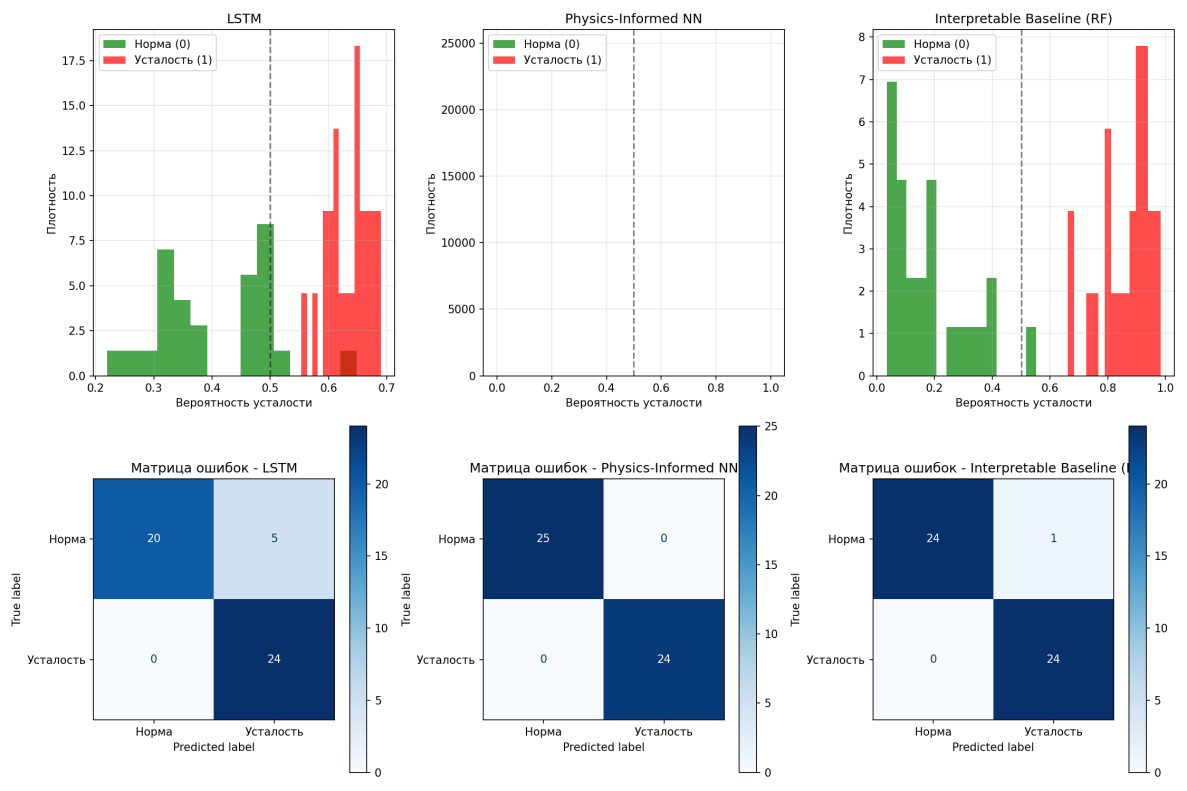 LSTM
Норма (0)
Усталость (1)
17.5
15.0
12.5
10.0
7.5
5.0
2.5
0.0
Плотность
0.2 0.3 0.4 0.5 0.6 0.7
Вероятность усталости
Physics-Informed NN
Норма (0)
Усталость (1)
25000
20000
15000
10000
5000
0
Плотность
0.0 0.2 0.4 0.6 0.8 1.0
Вероятность усталости
Interpretable Baseline (RF)
Норма (0)
Усталость (1)
8
7
6
5
4
3
2
1
0
Плотность
0.0 0.2 0.4 0.6 0.8 1.0
Вероятность усталости
Матрица ошибок - LSTM
Норма
Усталость
True label
20 5
0 24
Норма Усталость
Predicted label
20
15
10
5
0
Матрица ошибок - Physics-Informed NN
Норма
Усталость
True label
25 0
0 24
Норма Усталость
Predicted label
25
20
15
10
5
0
Матрица ошибок - Interpretable Baseline (
Норма
Усталость
True label
24 1
0 24
Норма Усталость
Predicted label
20
15
10
5
0